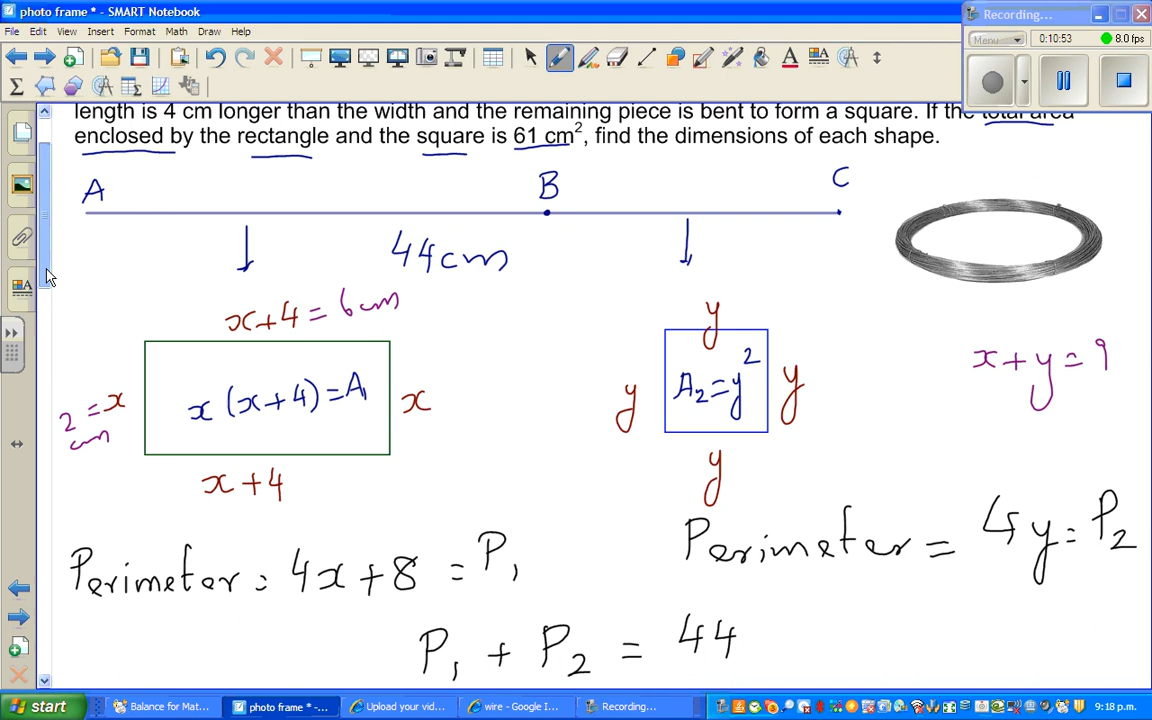 photo frame * - SMART Notebook
Recording...
File Edit View Insert Format Math Draw Help
Menu 0:10:53 8.0 fps
length is 4 cm longer than the width and the remaining piece is bent to form a square. If the total area
enclosed by the rectangle and the square is 61 cm², find the dimensions of each shape.
A B C
44cm
x+4 = 6cm
y
x+y=9
2 = x
cm
x(x+4)=A₁
x
y
A₂=y²
y
x+4
y
Perimeter = 4y = P₂
Perimeter = 4x+8 = P₁
P₁ + P₂ = 44
start
Balance for Mat...
photo frame * -...
Upload your vid...
wire - Google I...
Recording...
9:18 p.m.